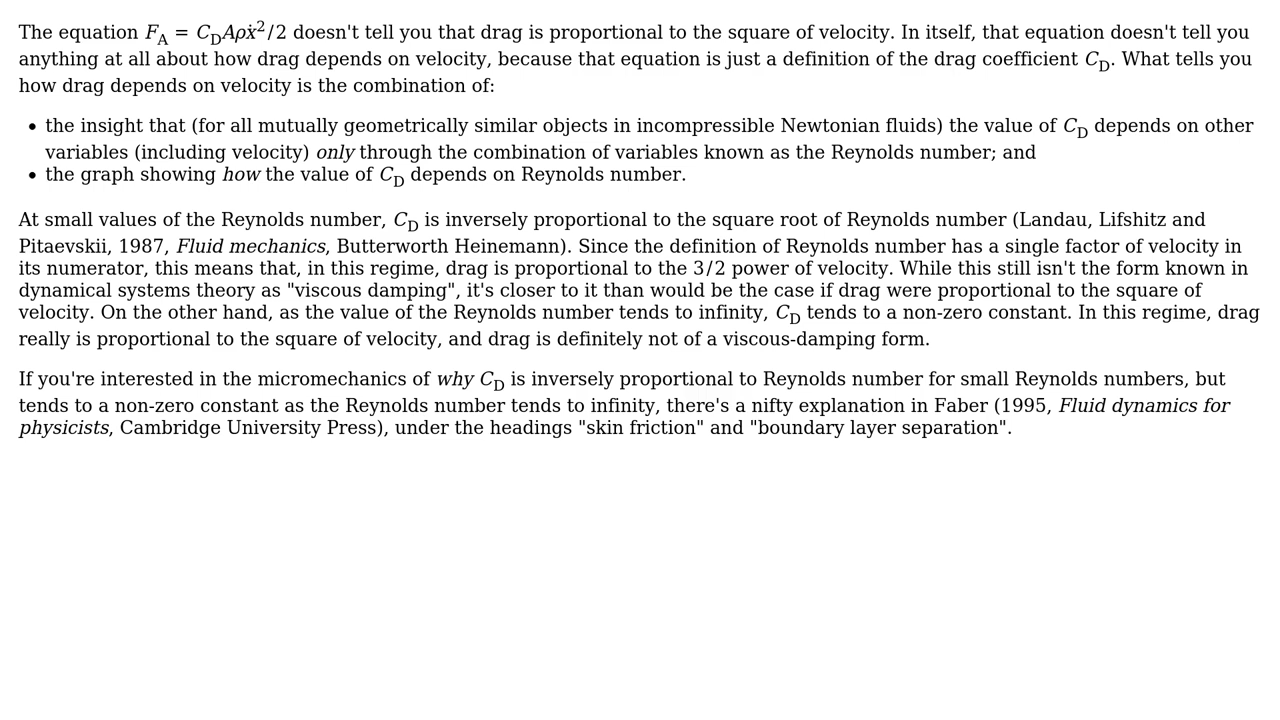 The equation F_A = C_DAρẋ²/2 doesn't tell you that drag is proportional to the square of velocity. In itself, that equation doesn't tell you
anything at all about how drag depends on velocity, because that equation is just a definition of the drag coefficient C_D. What tells you
how drag depends on velocity is the combination of:
• the insight that (for all mutually geometrically similar objects in incompressible Newtonian fluids) the value of C_D depends on other
variables (including velocity) only through the combination of variables known as the Reynolds number; and
• the graph showing how the value of C_D depends on Reynolds number.
At small values of the Reynolds number, C_D is inversely proportional to the square root of Reynolds number (Landau, Lifshitz and
Pitaevskii, 1987, Fluid mechanics, Butterworth Heinemann). Since the definition of Reynolds number has a single factor of velocity in
its numerator, this means that, in this regime, drag is proportional to the 3/2 power of velocity. While this still isn't the form known in
dynamical systems theory as "viscous damping", it's closer to it than would be the case if drag were proportional to the square of
velocity. On the other hand, as the value of the Reynolds number tends to infinity, C_D tends to a non-zero constant. In this regime, drag
really is proportional to the square of velocity, and drag is definitely not of a viscous-damping form.
If you're interested in the micromechanics of why C_D is inversely proportional to Reynolds number for small Reynolds numbers, but
tends to a non-zero constant as the Reynolds number tends to infinity, there's a nifty explanation in Faber (1995, Fluid dynamics for
physicists, Cambridge University Press), under the headings "skin friction" and "boundary layer separation".